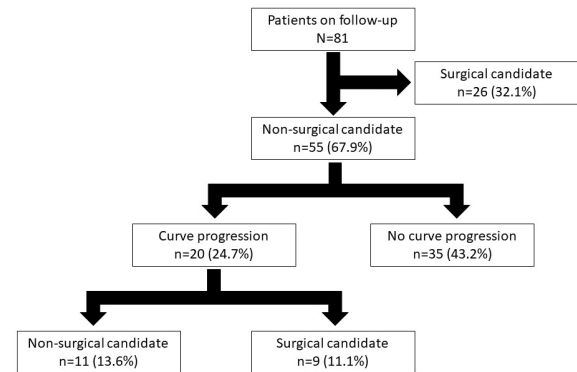 Patients on follow-up
N=81
Surgical candidate
n=26 (32.1%)
Non-surgical candidate
n=55 (67.9%)
Curve progression
n=20 (24.7%)
No curve progression
n=35 (43.2%)
Non-surgical candidate
n=11 (13.6%)
Surgical candidate
n=9 (11.1%)